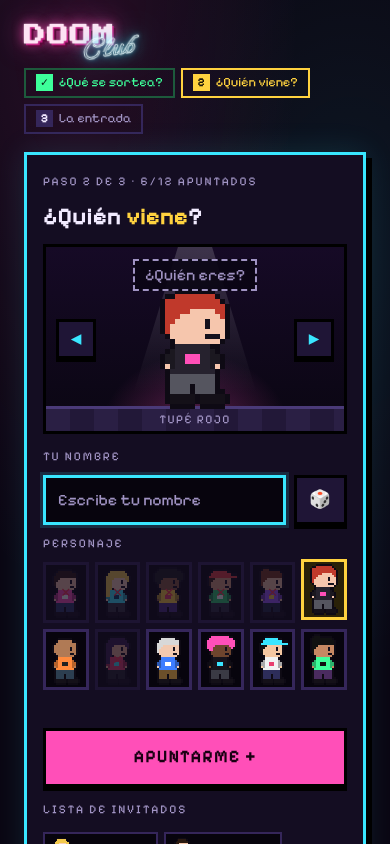 DOOM
Club
✓ ¿Qué se sortea?
2 ¿Quién viene?
3 La entrada
PASO 2 DE 3 · 6/12 APUNTADOS
¿Quién viene?
¿Quién eres?
◀ ▶
TUPÉ ROJO
TU NOMBRE
Escribe tu nombre
PERSONAJE
APUNTARME +
LISTA DE INVITADOS